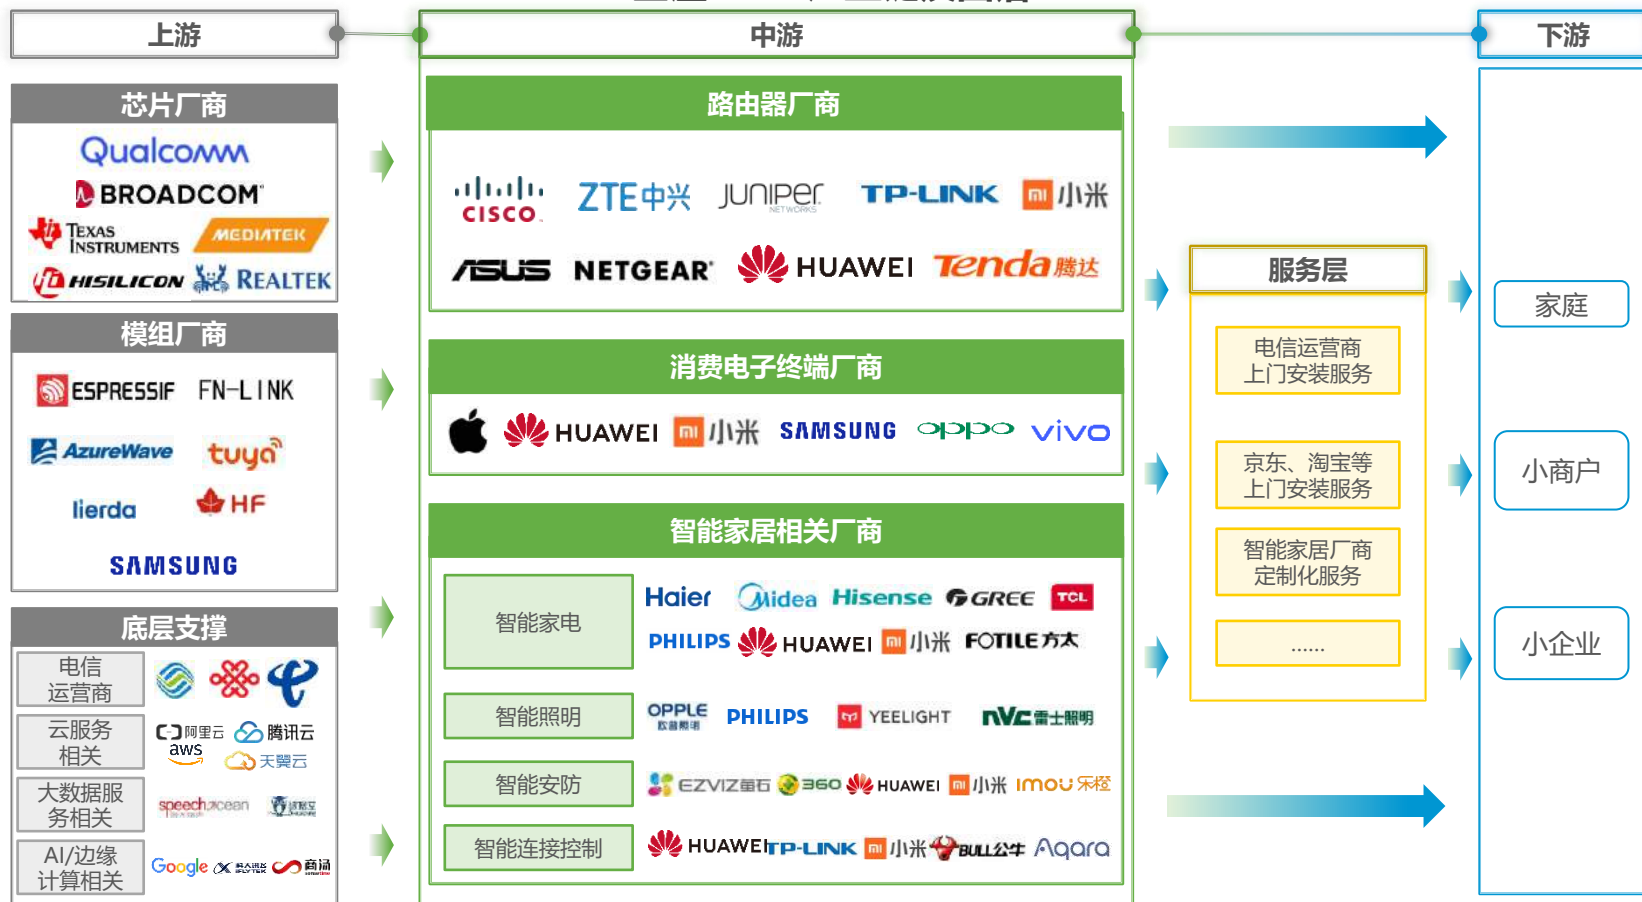 上游
中游
下游
芯片厂商
Qualcomm
BROADCOM
TEXAS
INSTRUMENTS
MEDIATEK
HISILICON
REALTEK
模组厂商
ESPRESSIF
FN-LINK
AzureWave
tuya
lierda
HF
SAMSUNG
底层支撑
电信
运营商
云服务
相关
阿里云
腾讯云
aws
天翼云
大数据服
务相关
speechocean
AI/边缘
计算相关
Google
科大讯飞
iFLYTEK
商汤
sensetime
路由器厂商
CISCO
ZTE中兴
JUNIPER
NETWORKS
TP-LINK
小米
ASUS
NETGEAR
HUAWEI
Tenda腾达
消费电子终端厂商
HUAWEI
小米
SAMSUNG
oppo
vivo
智能家居相关厂商
智能家电
Haier
Midea
Hisense
GREE
TCL
PHILIPS
HUAWEI
小米
FOTILE方太
智能照明
OPPLE
欧普照明
PHILIPS
YEELIGHT
nVC雷士照明
智能安防
EZVIZ萤石
360
HUAWEI
小米
imou乐橙
智能连接控制
HUAWEI
TP-LINK
小米
BULL公牛
Aqara
服务层
电信运营商
上门安装服务
京东、淘宝等
上门安装服务
智能家居厂商
定制化服务
......
家庭
小商户
小企业